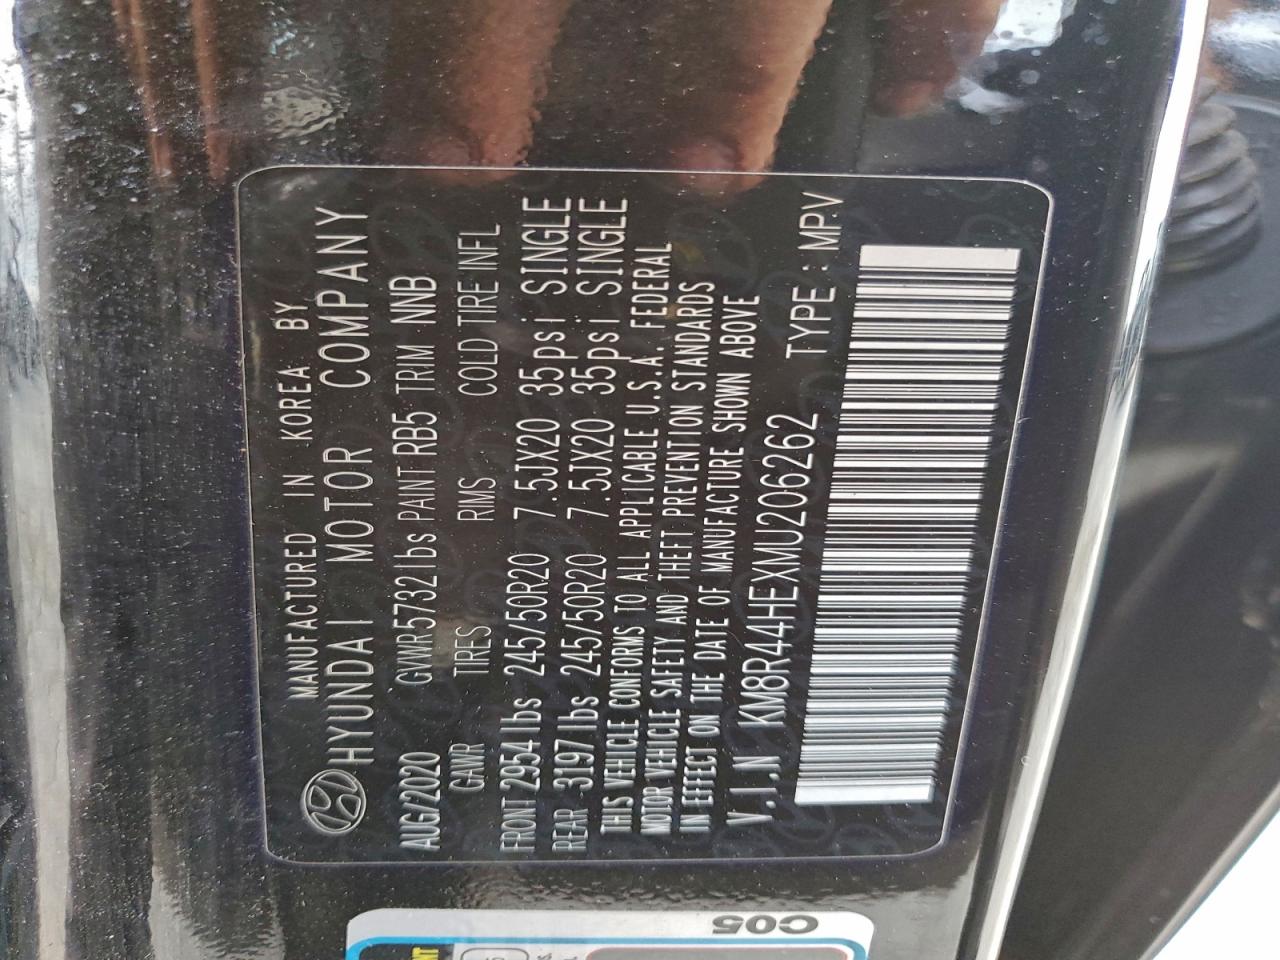 MANUFACTURED IN KOREA BY
HYUNDAI MOTOR COMPANY
AUG/2020 GVWR 5732 lbs PAINT RB5 TRIM NNB
GAWR TIRES RIMS COLD TIRE INFL
FRONT 2954 lbs 245/50R20 7.5JX20 35psi SINGLE
REAR 3197 lbs 245/50R20 7.5JX20 35psi SINGLE
THIS VEHICLE CONFORMS TO ALL APPLICABLE U.S.A. FEDERAL
MOTOR VEHICLE SAFETY AND THEFT PREVENTION STANDARDS
IN EFFECT ON THE DATE OF MANUFACTURE SHOWN ABOVE
V.I.N KM8R44HEXMU206262 TYPE : MPV
C05